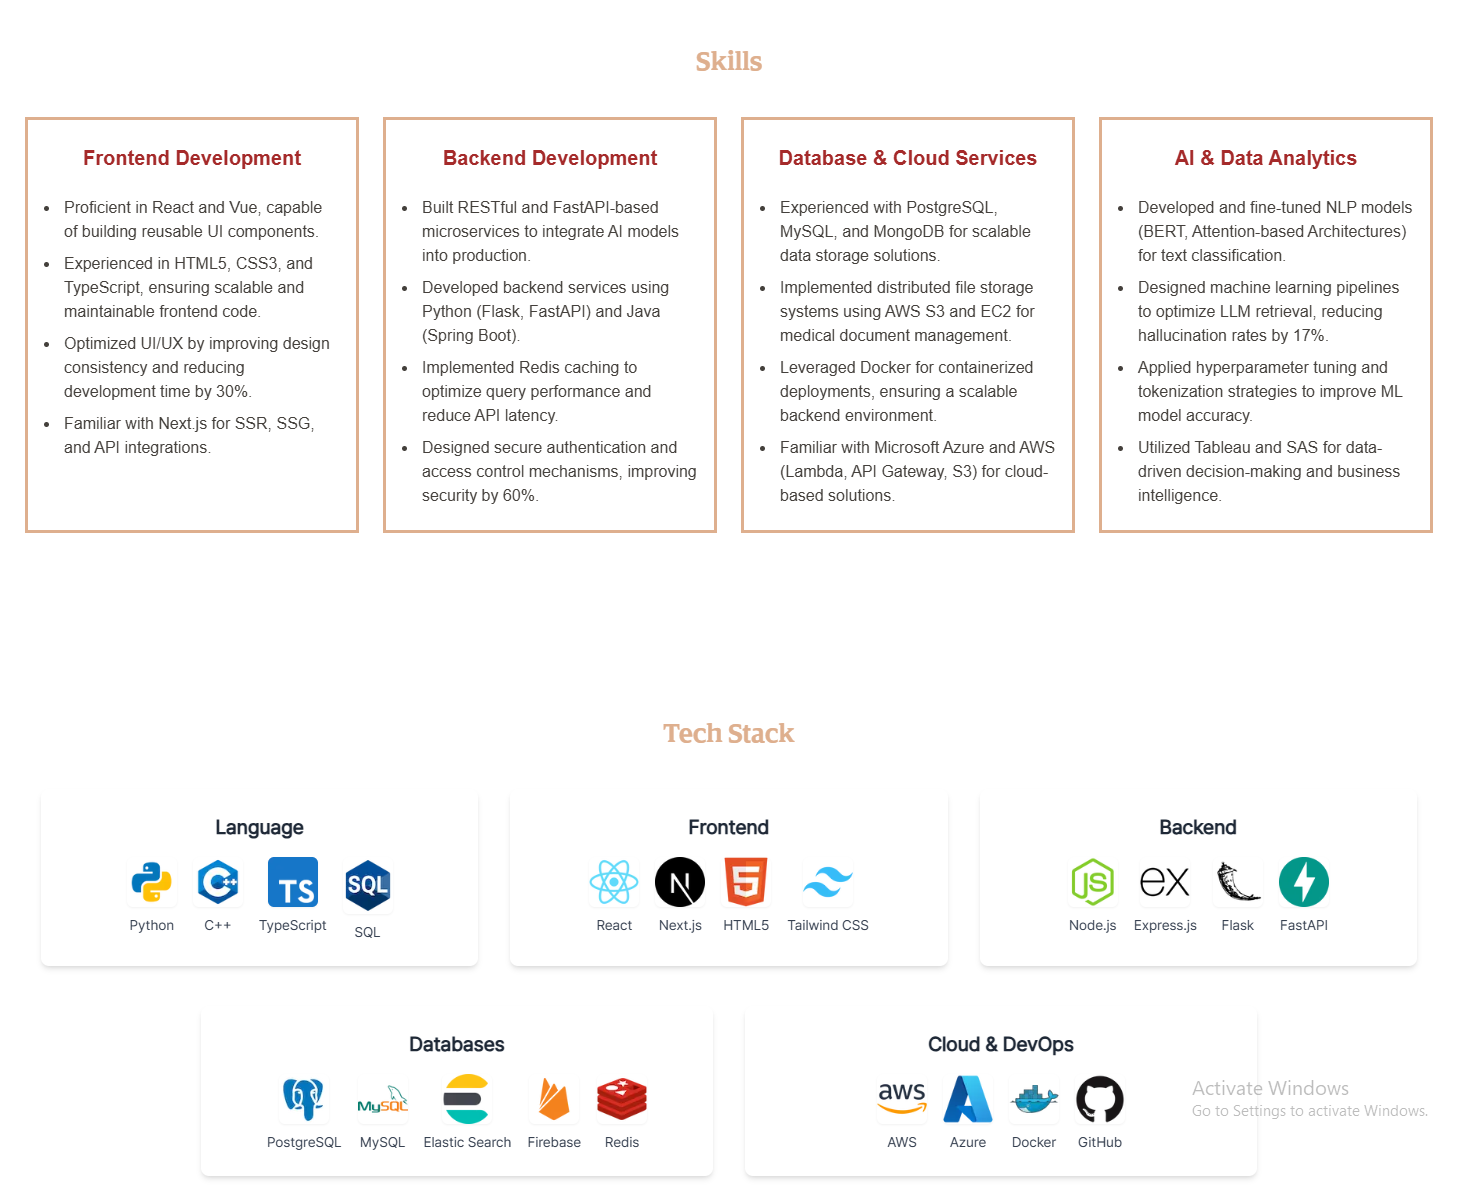 Skills
Frontend Development
Proficient in React and Vue, capable
of building reusable UI components.
Experienced in HTML5, CSS3, and
TypeScript, ensuring scalable and
maintainable frontend code.
Optimized UI/UX by improving design
consistency and reducing
development time by 30%.
Familiar with Next.js for SSR, SSG,
and API integrations.
Backend Development
Built RESTful and FastAPI-based
microservices to integrate AI models
into production.
Developed backend services using
Python (Flask, FastAPI) and Java
(Spring Boot).
Implemented Redis caching to
optimize query performance and
reduce API latency.
Designed secure authentication and
access control mechanisms, improving
security by 60%.
Database & Cloud Services
Experienced with PostgreSQL,
MySQL, and MongoDB for scalable
data storage solutions.
Implemented distributed file storage
systems using AWS S3 and EC2 for
medical document management.
Leveraged Docker for containerized
deployments, ensuring a scalable
backend environment.
Familiar with Microsoft Azure and AWS
(Lambda, API Gateway, S3) for cloud-
based solutions.
AI & Data Analytics
Developed and fine-tuned NLP models
(BERT, Attention-based Architectures)
for text classification.
Designed machine learning pipelines
to optimize LLM retrieval, reducing
hallucination rates by 17%.
Applied hyperparameter tuning and
tokenization strategies to improve ML
model accuracy.
Utilized Tableau and SAS for data-
driven decision-making and business
intelligence.
Tech Stack
Language
C++ TS SQL
Python C++ TypeScript SQL
Frontend
N 5
React Next.js HTML5 Tailwind CSS
Backend
JS ex
Node.js Express.js Flask FastAPI
Databases
MySQL
PostgreSQL MySQL Elastic Search Firebase Redis
Cloud & DevOps
aws
AWS Azure Docker GitHub
Activate Windows
Go to Settings to activate Windows.